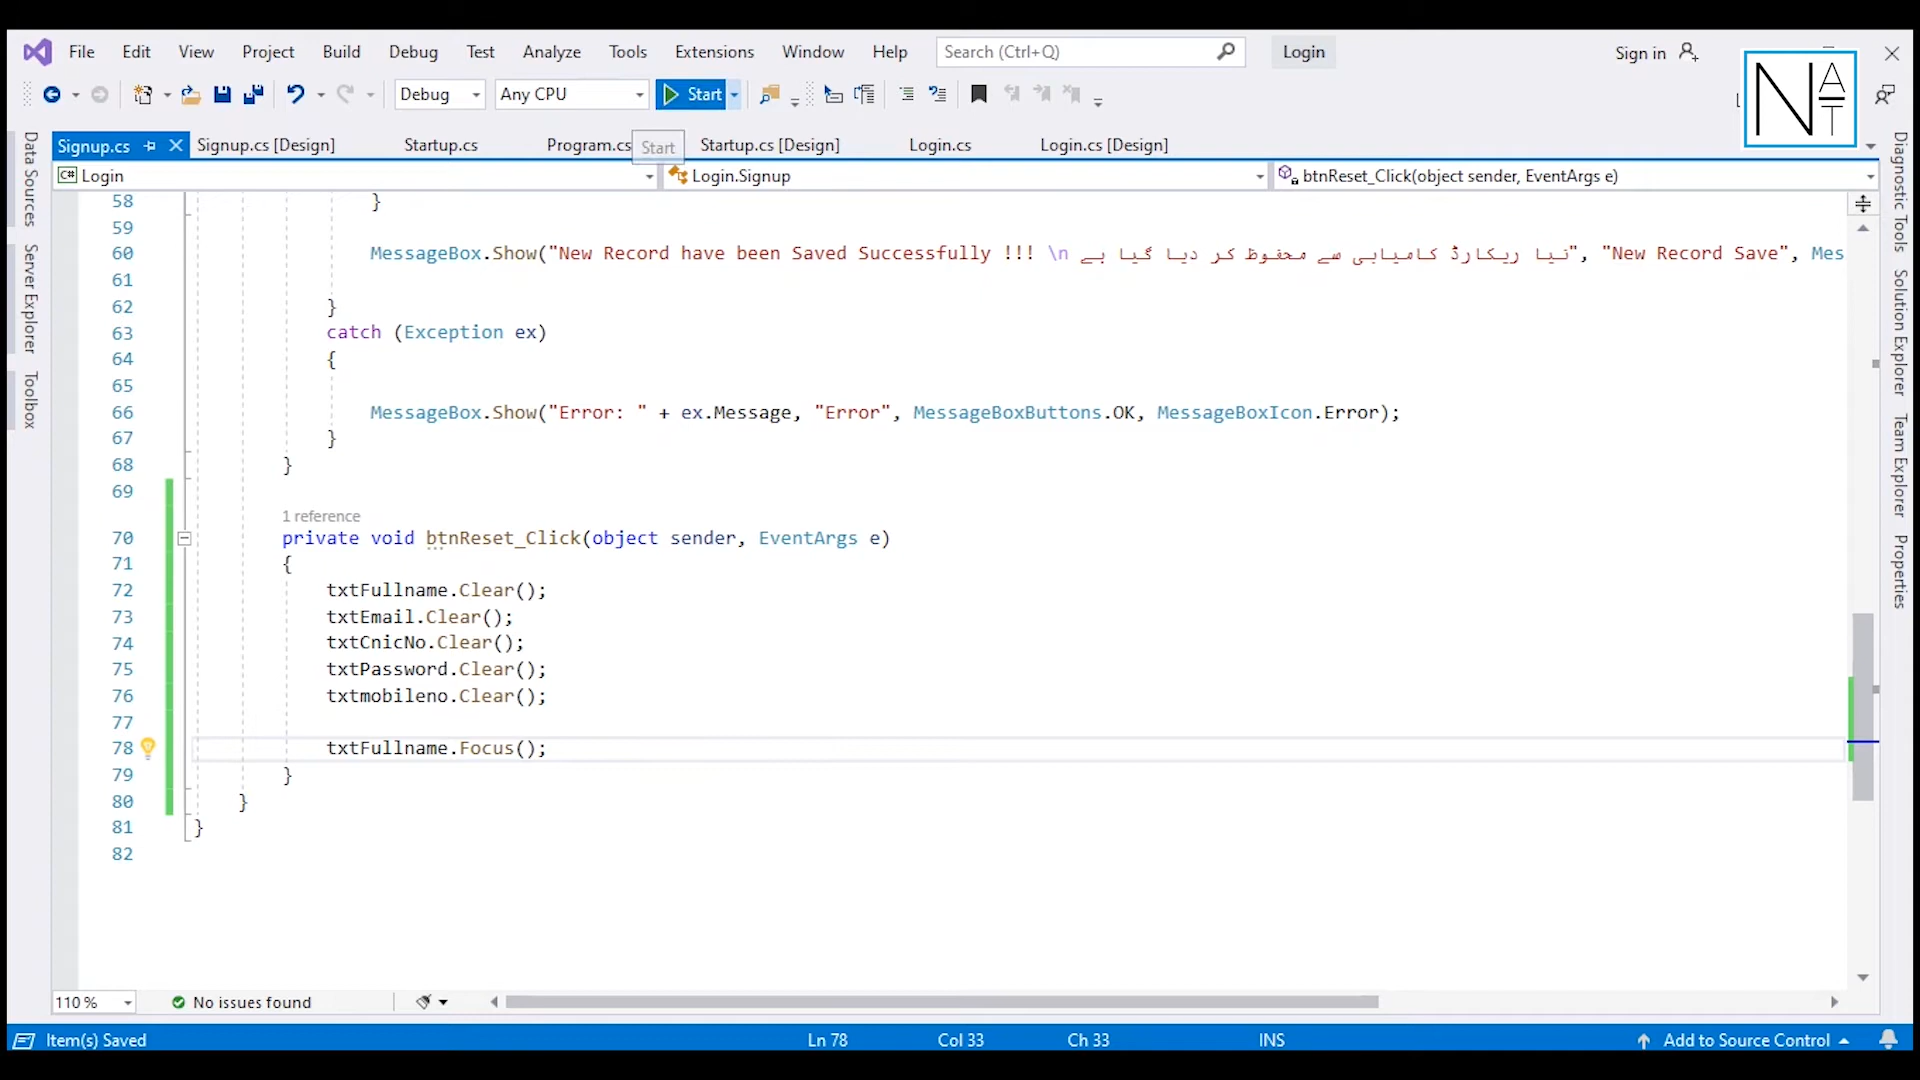 File Edit View Project Build Debug Test Analyze Tools Extensions Window Help Search (Ctrl+Q) Login Sign in
Debug Any CPU Start
NAT
Signup.cs Signup.cs [Design] Startup.cs Program.cs Start Startup.cs [Design] Login.cs Login.cs [Design]
C# Login Login.Signup btnReset_Click(object sender, EventArgs e)
Data Sources
Server Explorer
Toolbox
58 }
59
60 MessageBox.Show("New Record have been Saved Successfully !!! \n نیا ریکارڈ کامیابی سے محفوظ کر دیا گیا ہے", "New Record Save", Mes
61
62 }
63 catch (Exception ex)
64 {
65
66 MessageBox.Show("Error: " + ex.Message, "Error", MessageBoxButtons.OK, MessageBoxIcon.Error);
67 }
68 }
69
1 reference
70 private void btnReset_Click(object sender, EventArgs e)
71 {
72 txtFullname.Clear();
73 txtEmail.Clear();
74 txtCnicNo.Clear();
75 txtPassword.Clear();
76 txtmobileno.Clear();
77
78 txtFullname.Focus();
79 }
80 }
81 }
82
Diagnostic Tools
Solution Explorer
Team Explorer
Properties
110 % No issues found
Item(s) Saved Ln 78 Col 33 Ch 33 INS Add to Source Control